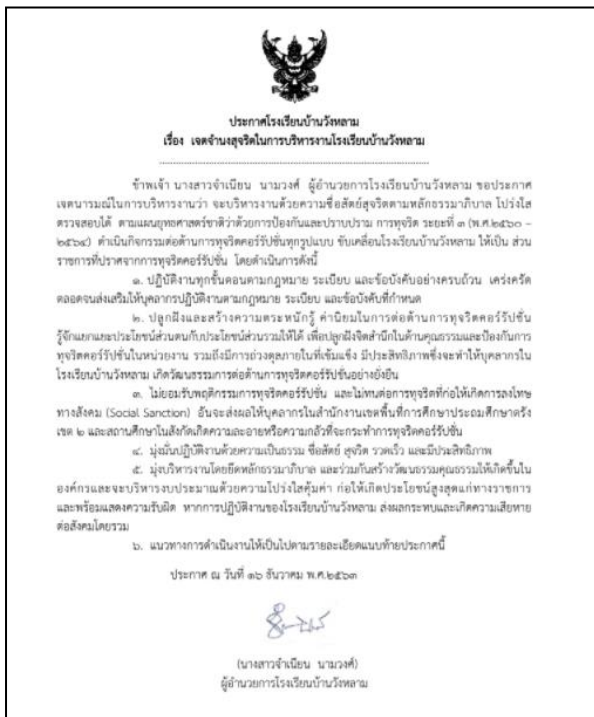 ประกาศโรงเรียนบ้านวังหลาม
เรื่อง เจตจำนงสุจริตในการบริหารงานโรงเรียนบ้านวังหลาม
ข้าพเจ้า นางสาวจำเนียน นามวงศ์ ผู้อำนวยการโรงเรียนบ้านวังหลาม ขอประกาศ
เจตนารมณ์ในการบริหารงานว่า จะบริหารงานด้วยความซื่อสัตย์สุจริตตามหลักธรรมาภิบาล โปร่งใส
ตรวจสอบได้ ตามแผนยุทธศาสตร์ชาติว่าด้วยการป้องกันและปราบปราม การทุจริต ระยะที่ ๓ (พ.ศ.๒๕๖๐ –
๒๕๖๔) ดำเนินกิจกรรมต่อต้านการทุจริตคอร์รัปชั่นทุกรูปแบบ ขับเคลื่อนโรงเรียนบ้านวังหลาม ให้เป็น ส่วน
ราชการที่ปราศจากการทุจริตคอร์รัปชั่น โดยดำเนินการดังนี้
๑. ปฏิบัติงานทุกขั้นตอนตามกฎหมาย ระเบียบ และข้อบังคับอย่างครบถ้วน เคร่งครัด
ตลอดจนส่งเสริมให้บุคลากรปฏิบัติงานตามกฎหมาย ระเบียบ และข้อบังคับที่กำหนด
๒. ปลูกฝังและสร้างความตระหนักรู้ ค่านิยมในการต่อต้านการทุจริตคอร์รัปชั่น
รู้จักแยกแยะประโยชน์ส่วนตนกับประโยชน์ส่วนรวมให้ได้ เพื่อปลูกฝังจิตสำนึกในด้านคุณธรรมและป้องกันการ
ทุจริตคอร์รัปชั่นในหน่วยงาน รวมถึงมีการถ่วงดุลภายในที่เข้มแข็ง มีประสิทธิภาพซึ่งจะทำให้บุคลากรใน
โรงเรียนบ้านวังหลาม เกิดวัฒนธรรมการต่อต้านการทุจริตคอร์รัปชั่นอย่างยั่งยืน
๓. ไม่ยอมรับพฤติกรรมการทุจริตคอร์รัปชั่น และไม่ทนต่อการทุจริตที่ก่อให้เกิดการลงโทษ
ทางสังคม (Social Sanction) อันจะส่งผลให้บุคลากรในสำนักงานเขตพื้นที่การศึกษาประถมศึกษาตรัง
เขต ๒ และสถานศึกษาในสังกัดเกิดความละอายหรือความกลัวที่จะกระทำการทุจริตคอร์รัปชั่น
๔. มุ่งมั่นปฏิบัติงานด้วยความเป็นธรรม ซื่อสัตย์ สุจริต รวดเร็ว และมีประสิทธิภาพ
๕. มุ่งบริหารงานโดยยึดหลักธรรมาภิบาล และร่วมกันสร้างวัฒนธรรมคุณธรรมให้เกิดขึ้นใน
องค์กรและจะบริหารงบประมาณด้วยความโปร่งใสคุ้มค่า ก่อให้เกิดประโยชน์สูงสุดแก่ทางราชการ
และพร้อมแสดงความรับผิด หากการปฏิบัติงานของโรงเรียนบ้านวังหลาม ส่งผลกระทบและเกิดความเสียหาย
ต่อสังคมโดยรวม
๖. แนวทางการดำเนินงานให้เป็นไปตามรายละเอียดแนบท้ายประกาศนี้
ประกาศ ณ วันที่ ๑๖ ธันวาคม พ.ศ.๒๕๖๓
(นางสาวจำเนียน นามวงศ์)
ผู้อำนวยการโรงเรียนบ้านวังหลาม